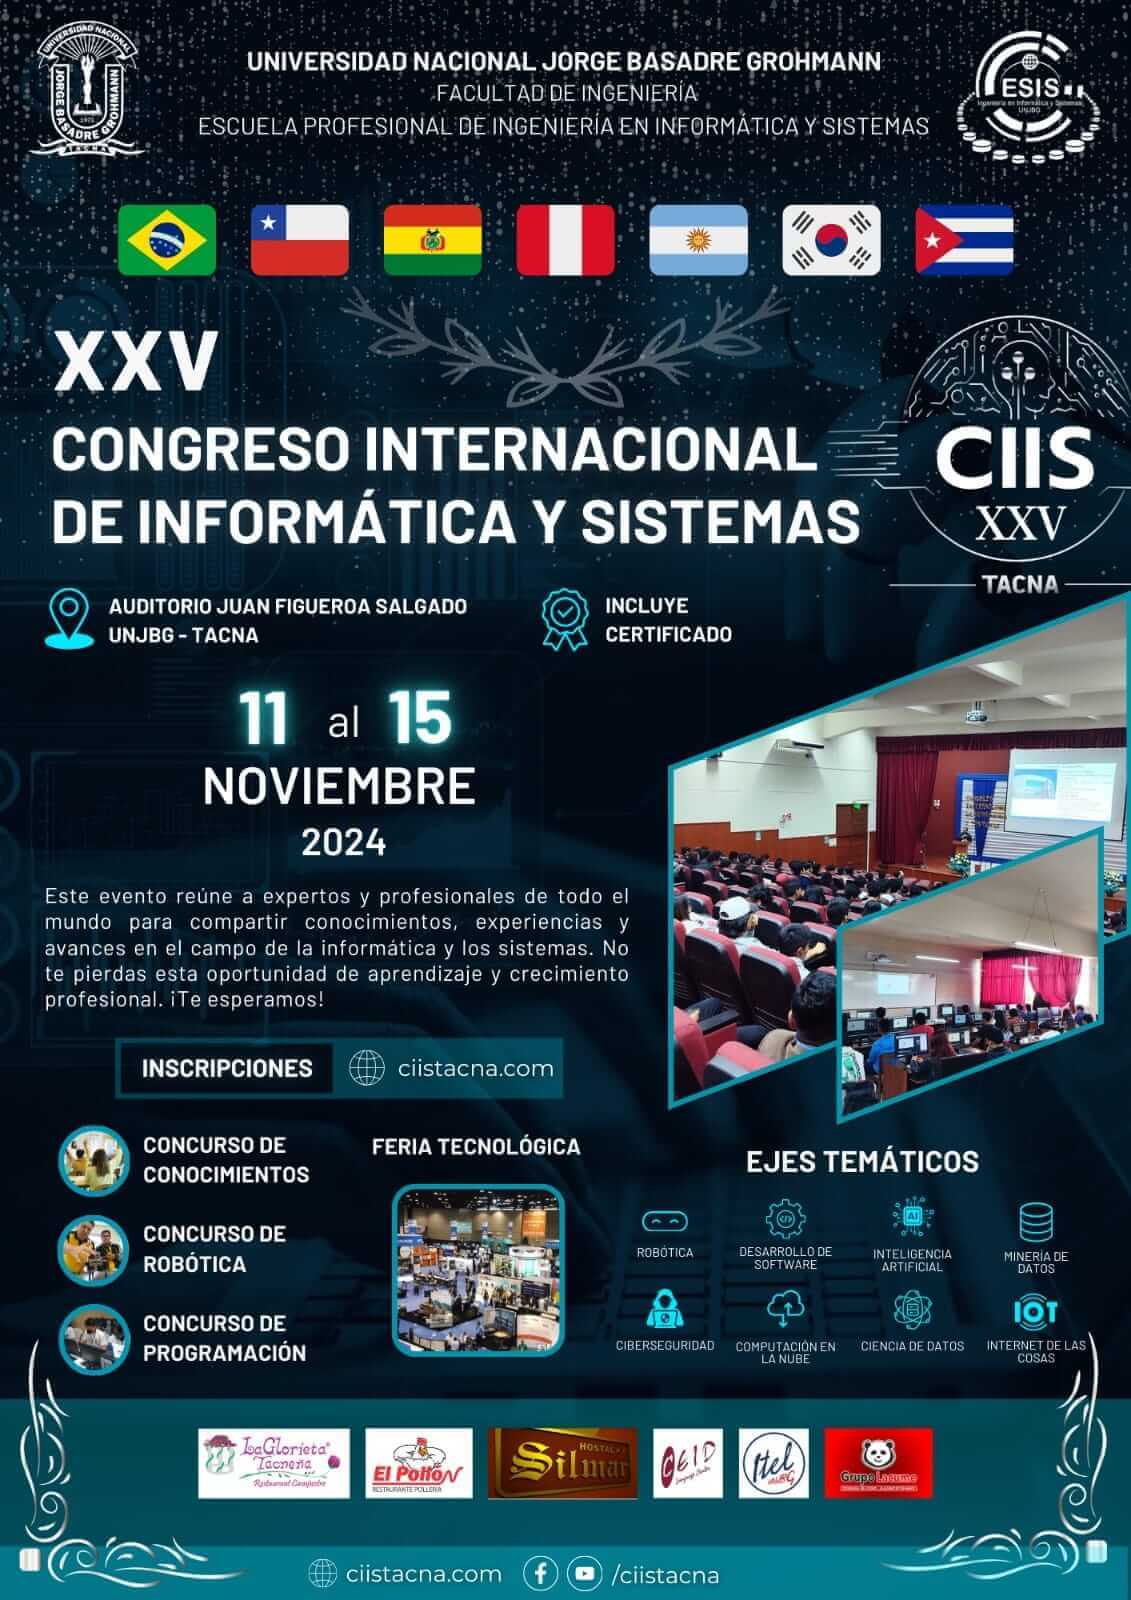 UNIVERSIDAD NACIONAL
JORGE BASADRE GROHMANN
1971
TACNA
UNIVERSIDAD NACIONAL JORGE BASADRE GROHMANN
FACULTAD DE INGENIERÍA
ESCUELA PROFESIONAL DE INGENIERÍA EN INFORMÁTICA Y SISTEMAS
ESIS
Ingeniería en Informática y Sistemas
UNJBG
XXV
CONGRESO INTERNACIONAL
DE INFORMÁTICA Y SISTEMAS
CIIS
XXV
TACNA
AUDITORIO JUAN FIGUEROA SALGADO
UNJBG - TACNA
INCLUYE
CERTIFICADO
11 al 15
NOVIEMBRE
2024
Este evento reúne a expertos y profesionales de todo el
mundo para compartir conocimientos, experiencias y
avances en el campo de la informática y los sistemas. No
te pierdas esta oportunidad de aprendizaje y crecimiento
profesional. ¡Te esperamos!
INSCRIPCIONES ciistacna.com
CONCURSO DE
CONOCIMIENTOS
CONCURSO DE
ROBÓTICA
CONCURSO DE
PROGRAMACIÓN
FERIA TECNOLÓGICA
EJES TEMÁTICOS
ROBÓTICA
DESARROLLO DE
SOFTWARE
AI
INTELIGENCIA
ARTIFICIAL
MINERÍA DE
DATOS
CIBERSEGURIDAD
COMPUTACIÓN EN
LA NUBE
CIENCIA DE DATOS
IOT
INTERNET DE LAS
COSAS
La Glorieta
Tacneña
Restaurant Campestre
El Pollón
RESTAURANTE POLLERIA
HOSTAL
Silmar
CEID
Itel
UNJBG
Grupo Lacume
ciistacna.com /ciistacna